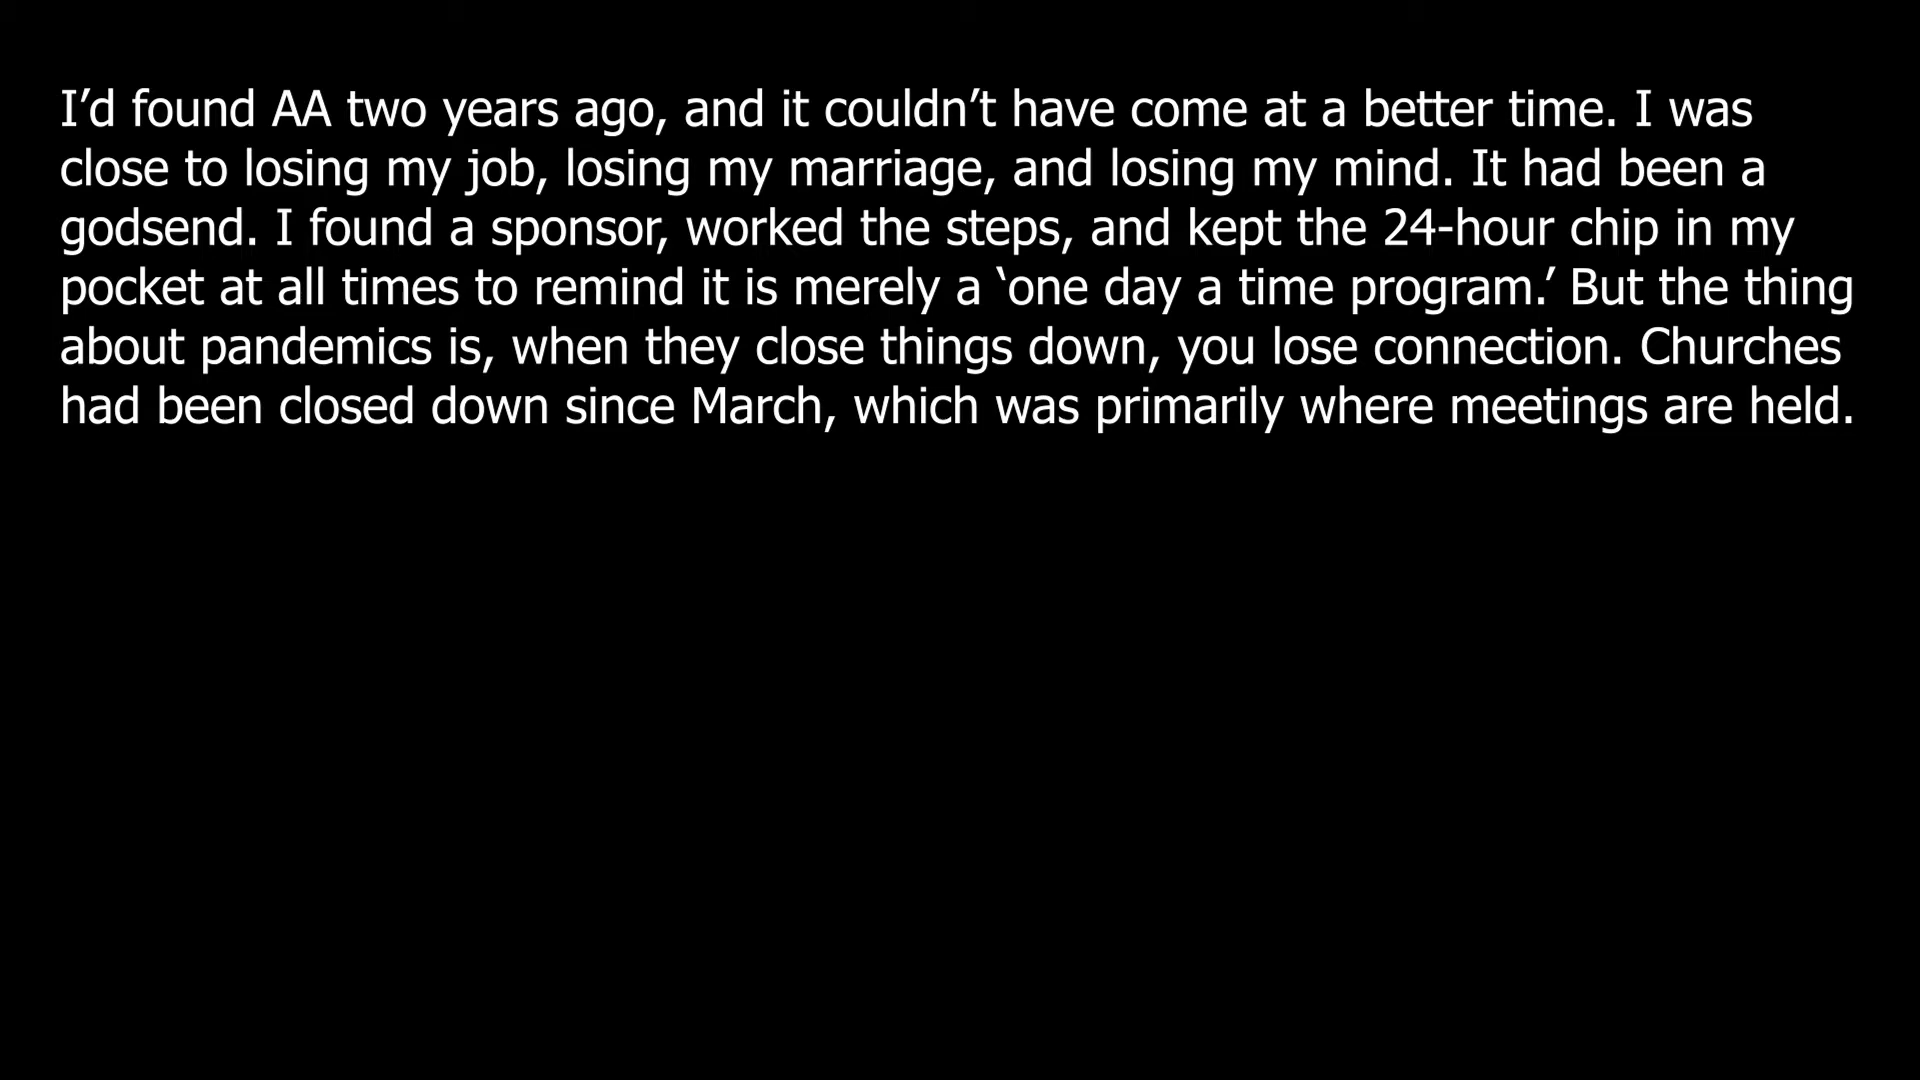 I’d found AA two years ago, and it couldn’t have come at a better time. I was
close to losing my job, losing my marriage, and losing my mind. It had been a
godsend. I found a sponsor, worked the steps, and kept the 24-hour chip in my
pocket at all times to remind it is merely a ‘one day a time program.’ But the thing
about pandemics is, when they close things down, you lose connection. Churches
had been closed down since March, which was primarily where meetings are held.